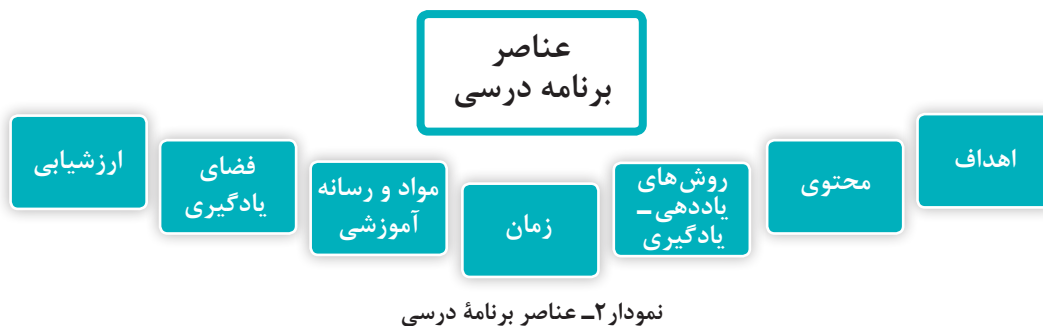 عناصر
برنامه درسی
اهداف
محتوی
روش‌های
یاددهی ـ
یادگیری
زمان
مواد و رسانه
آموزشی
فضای
یادگیری
ارزشیابی
نمودار۲ـ عناصر برنامهٔ درسی